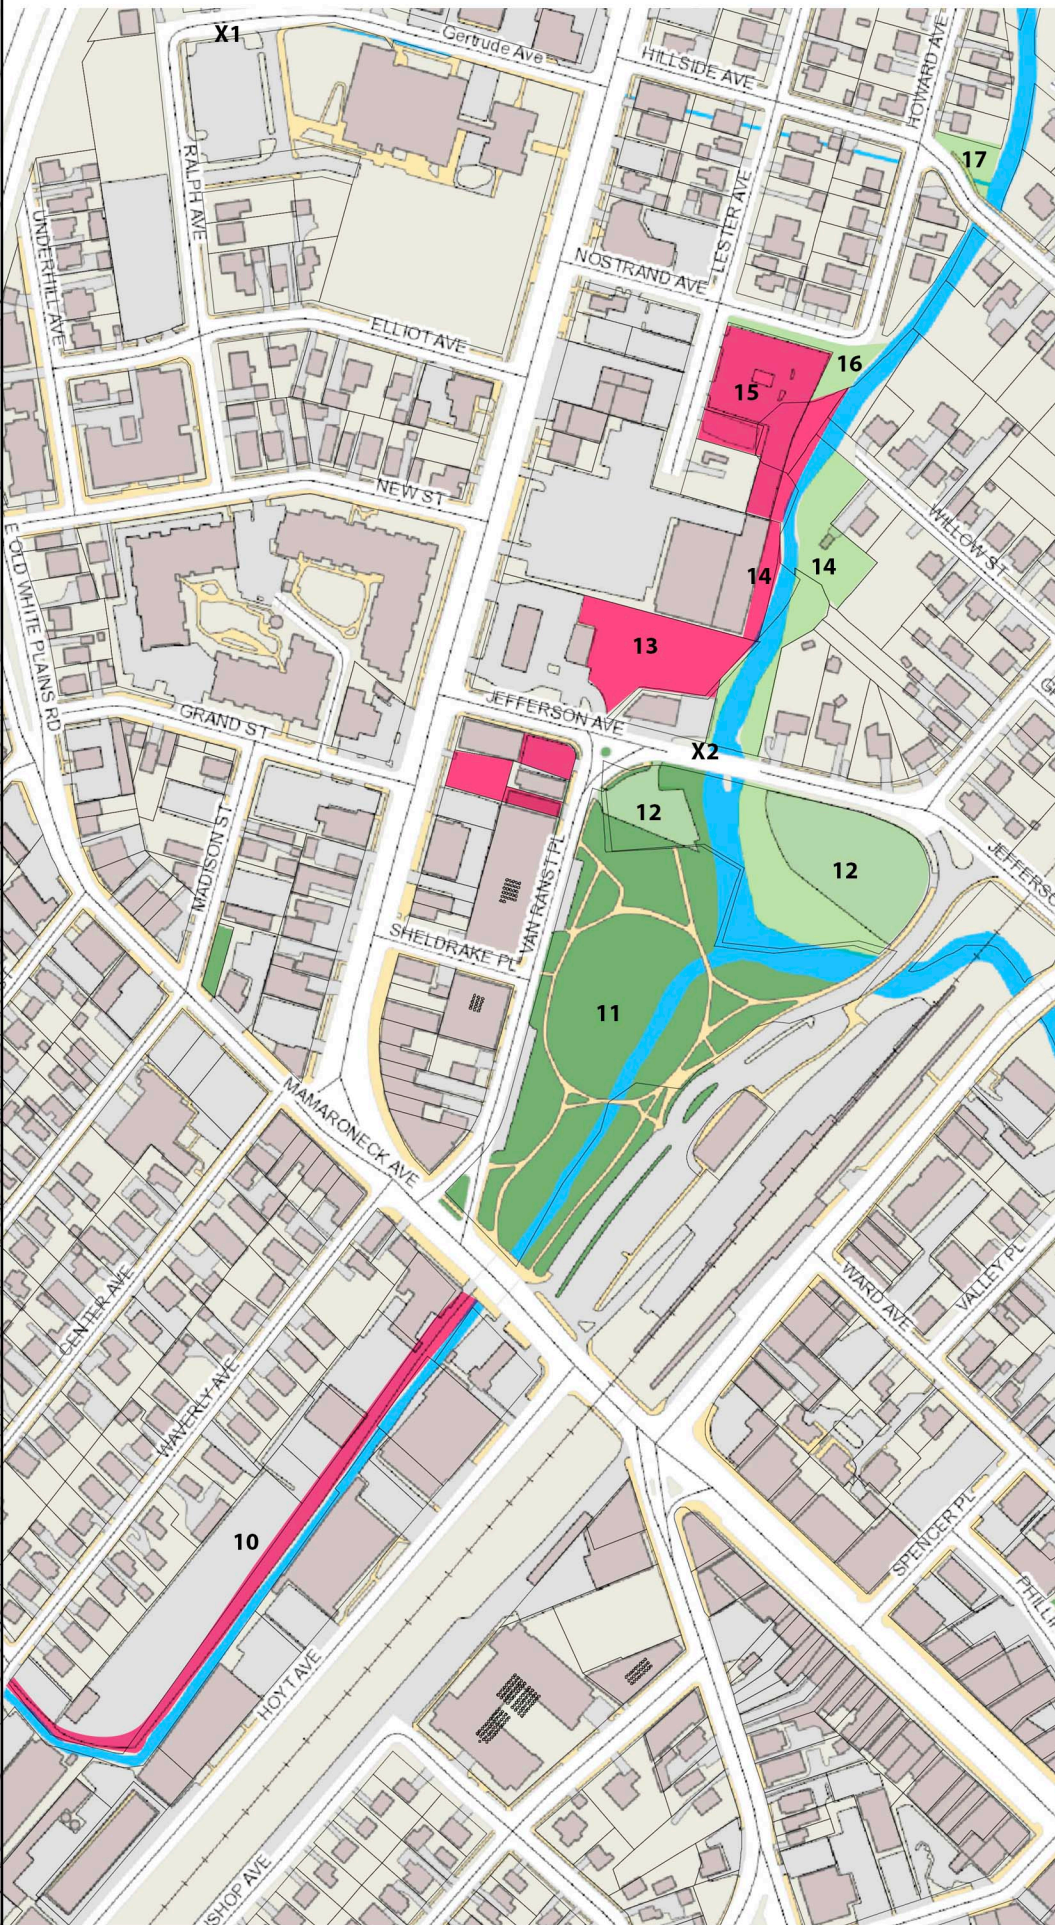 X1
Gertrude Ave
HILLSIDE AVE
HOWARD AVE
17
RALPH AVE
UNDERHILL AVE
LESTER AVE
NOSTRAND AVE
ELLIOT AVE
16
15
NEW ST
WILLOW ST
OLD WHITE PLAINS RD
14
14
13
JEFFERSON AVE
GRAND ST
X2
12
MADISON ST
VAN RANST PL
12
JEFFERSO
SHELDRAKE PL
11
MAMARONECK AVE
CENTER AVE
WARD AVE
VALLEY PL
WAVERLY AVE
10
SPENCER PL
PHILLI
HOYT AVE
SHOP AVE